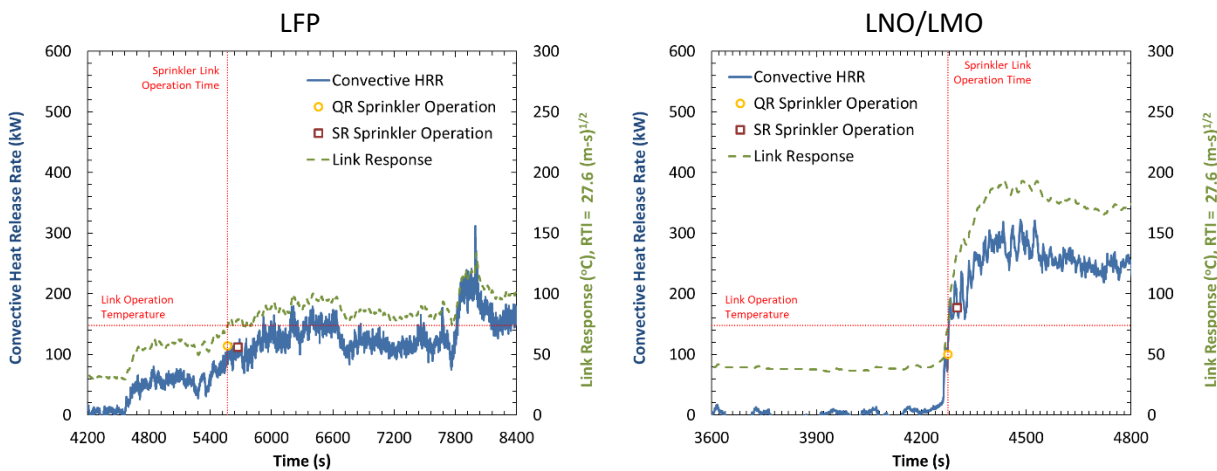 LFP
600
500
400
300
200
100
0
Convective Heat Release Rate (kW)
Sprinkler Link
Operation Time
Convective HRR
QR Sprinkler Operation
SR Sprinkler Operation
Link Response
Link Operation
Temperature
300
250
200
150
100
50
0
Link Response (°C), RTI = 27.6 (m-s)1/2
4200 4800 5400 6000 6600 7200 7800 8400
Time (s)
LNO/LMO
600
500
400
300
200
100
0
Convective Heat Release Rate (kW)
Sprinkler Link
Operation Time
Convective HRR
QR Sprinkler Operation
SR Sprinkler Operation
Link Response
Link Operation
Temperature
300
250
200
150
100
50
0
Link Response (°C), RTI = 27.6 (m-s)1/2
3600 3900 4200 4500 4800
Time (s)